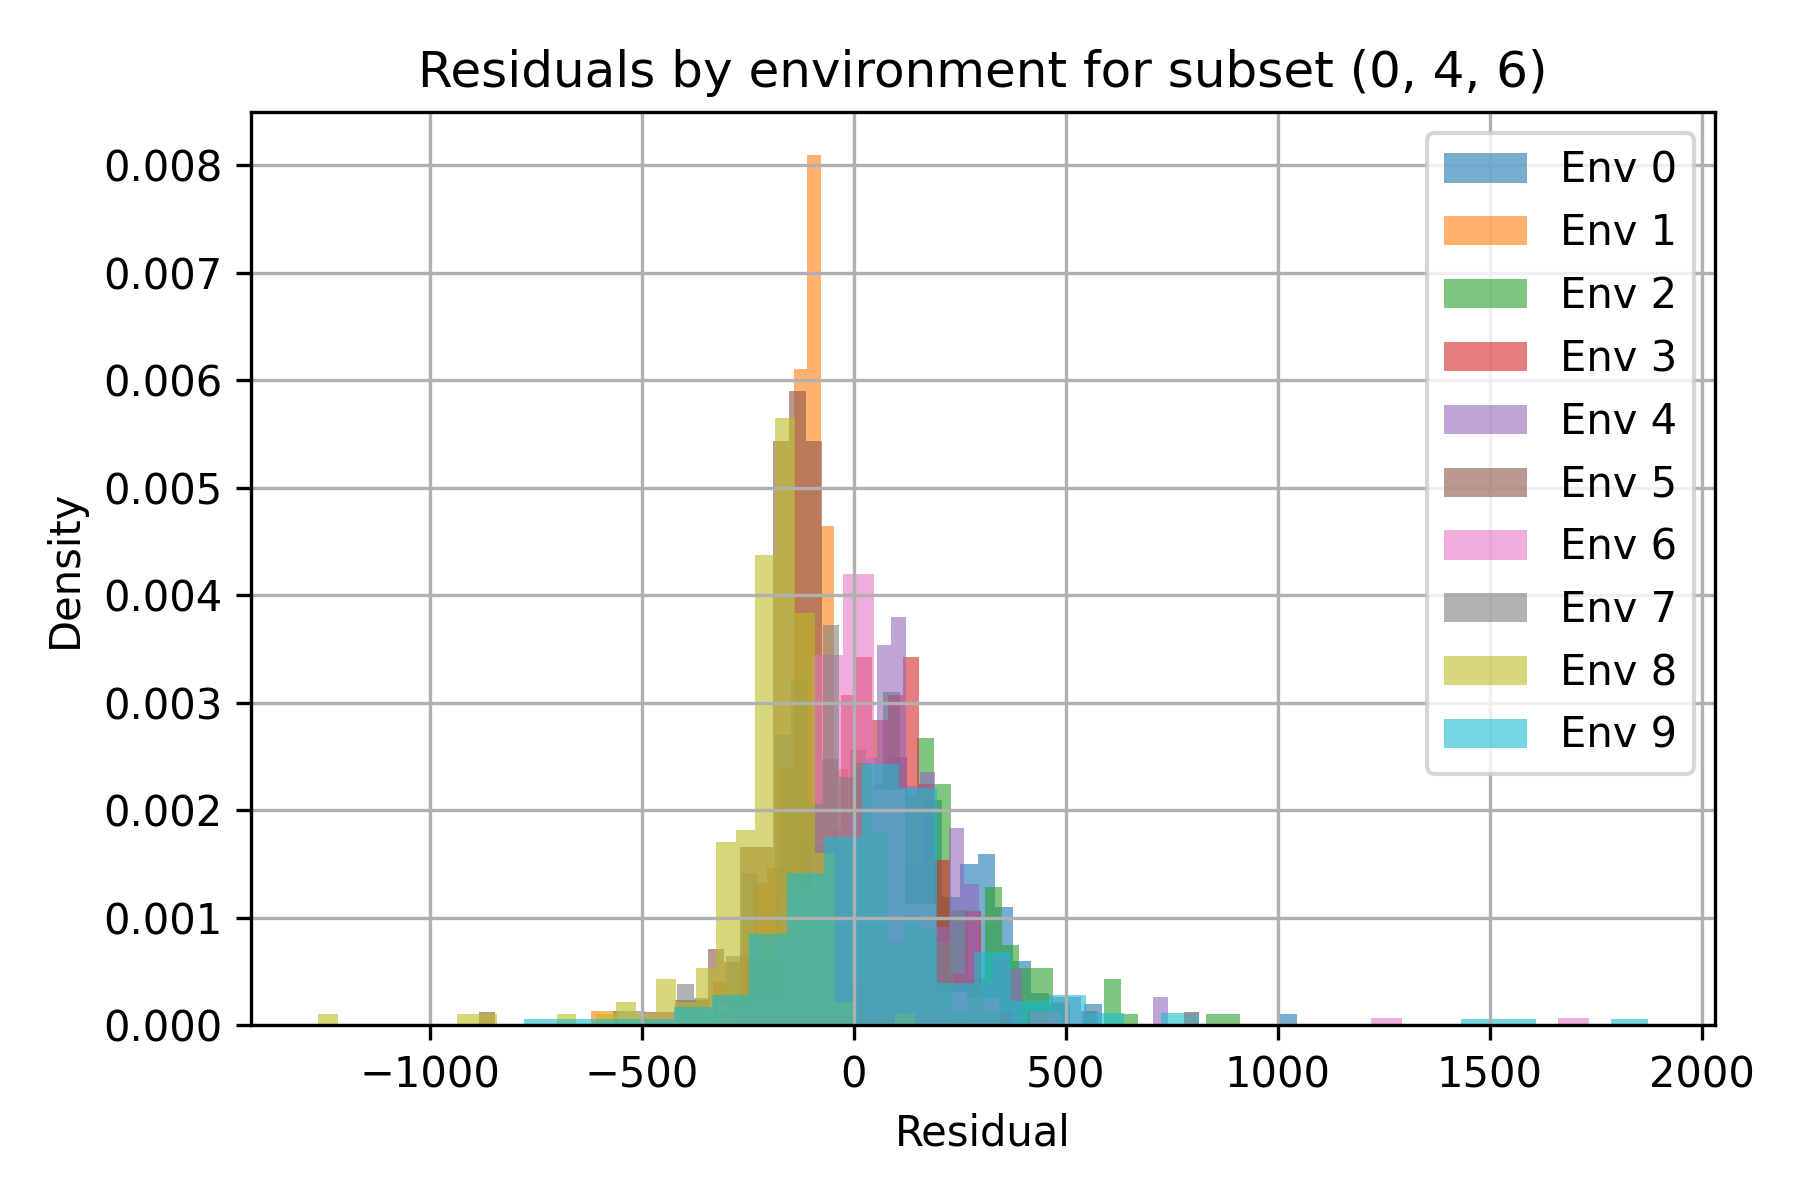 Residuals by environment for subset (0, 4, 6)
0.008
0.007
0.006
0.005
0.004
0.003
0.002
0.001
0.000
Density
−1000
−500
0
500
1000
1500
2000
Residual
Env 0
Env 1
Env 2
Env 3
Env 4
Env 5
Env 6
Env 7
Env 8
Env 9